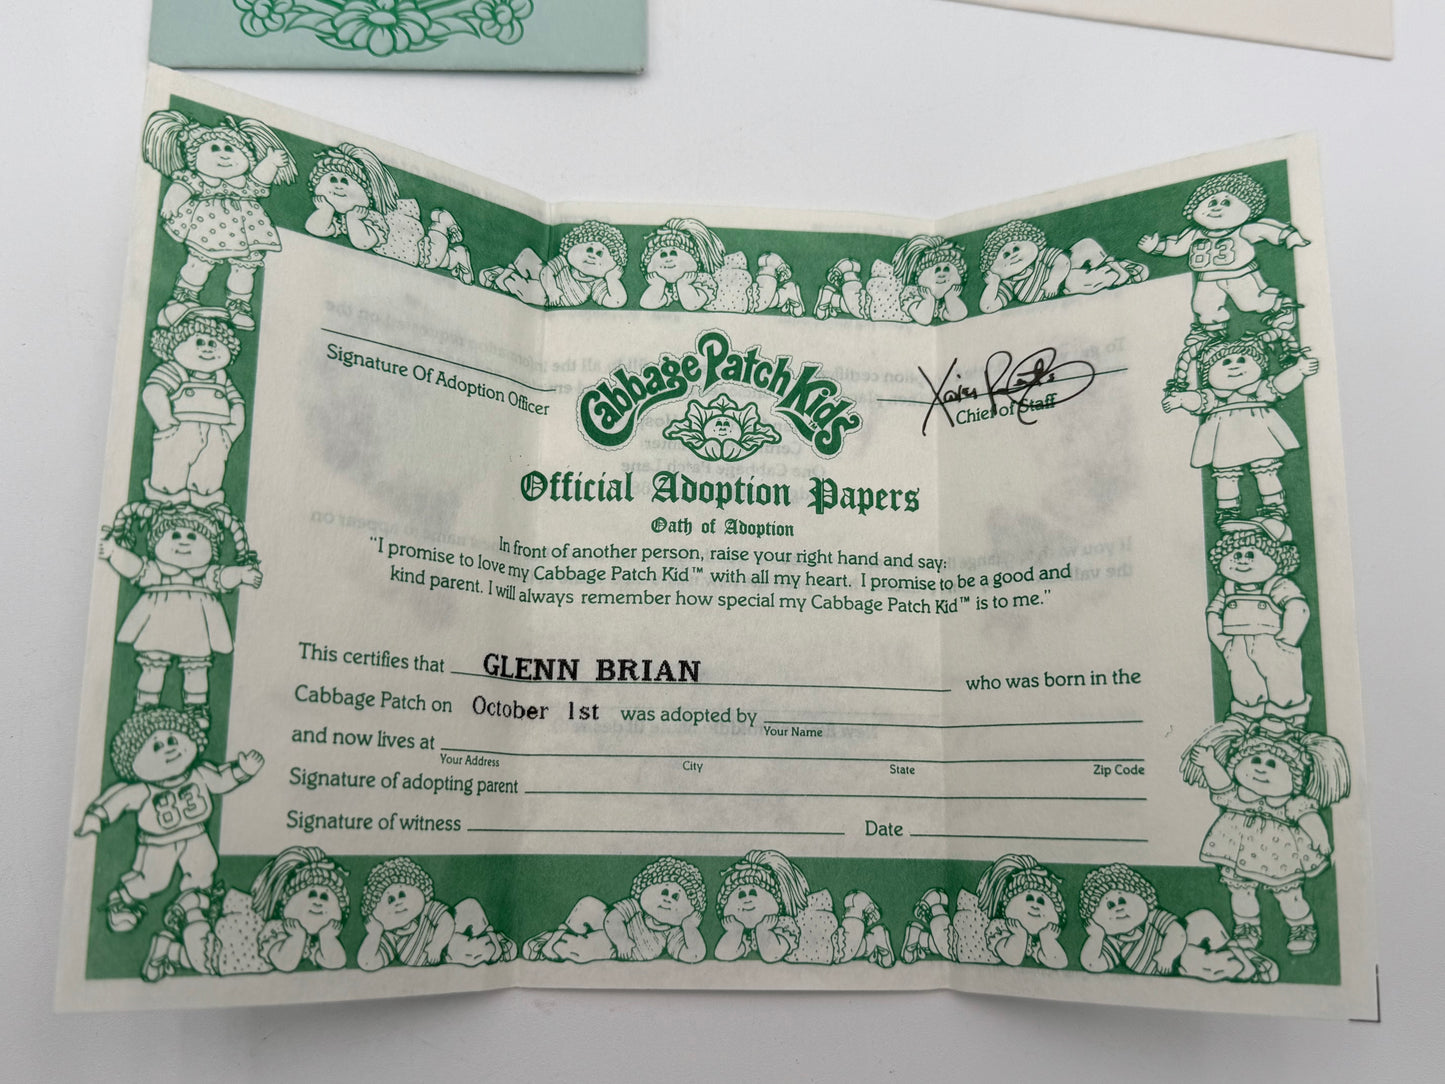 83
Signature Of Adoption Officer
Cabbage Patch Kids™
Chief of Staff
Official Adoption Papers
Oath of Adoption
In front of another person, raise your right hand and say:
"I promise to love my Cabbage Patch Kid™ with all my heart. I promise to be a good and
kind parent. I will always remember how special my Cabbage Patch Kid™ is to me."
This certifies that GLENN BRIAN who was born in the
Cabbage Patch on October 1st was adopted by
Your Name
and now lives at
Your Address City State Zip Code
Signature of adopting parent
Signature of witness Date
83